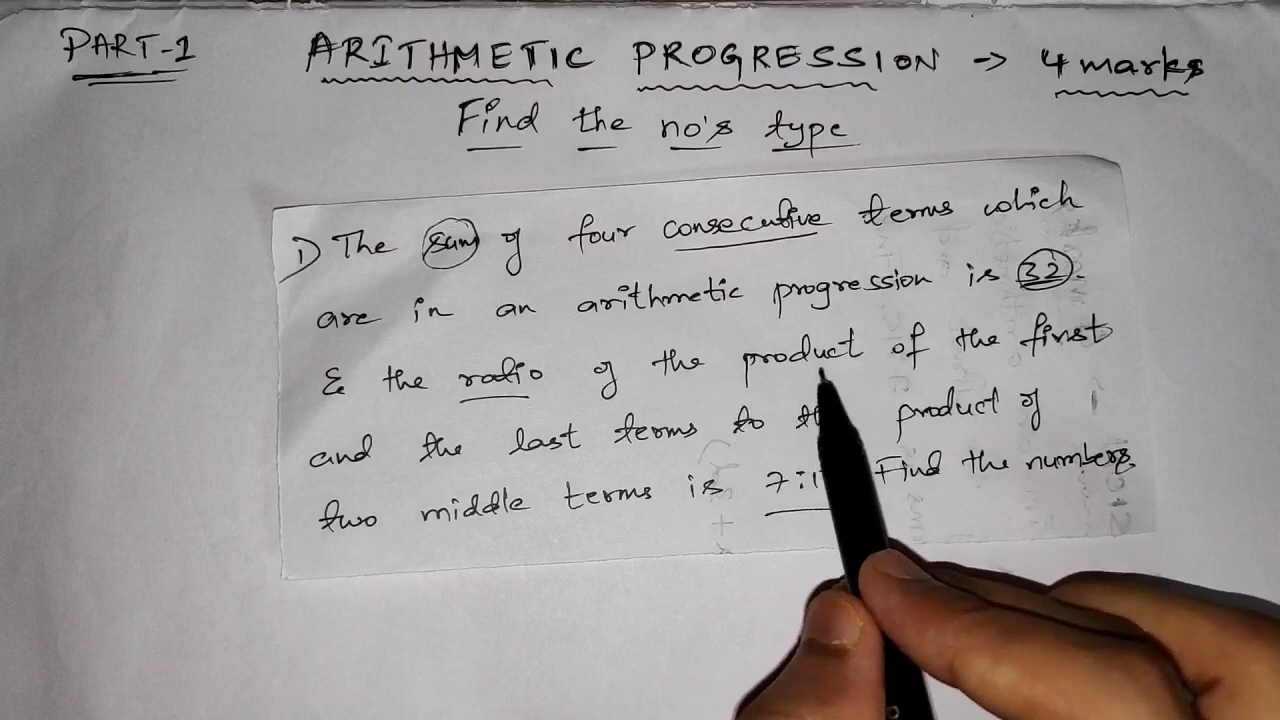 PART-1 ARITHMETIC PROGRESSION → 4 marks
Find the no's type
1) The sum of four consecutive terms which
are in an arithmetic progression is 32.
& the ratio of the product of the first
and the last terms to product of
two middle terms is Find the numbers.